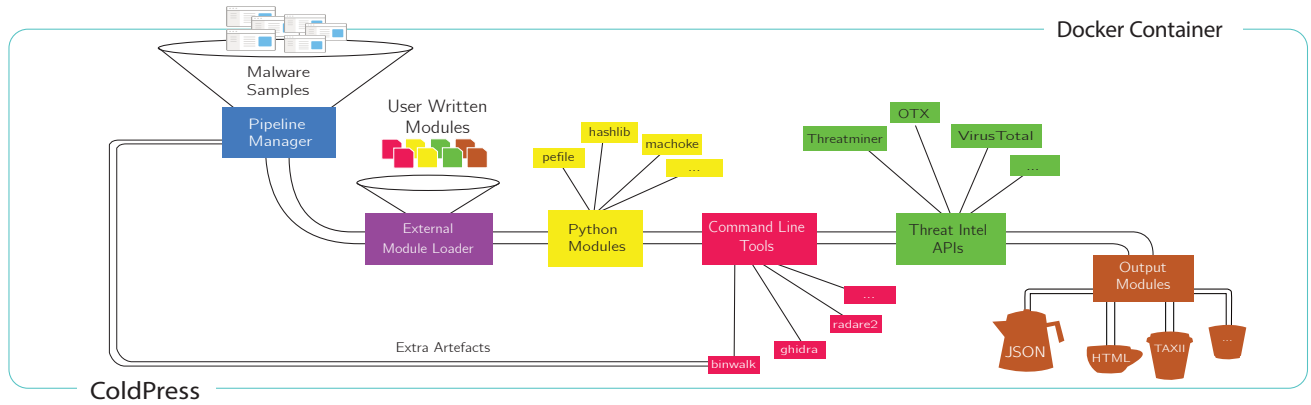 Docker Container
Malware
Samples
Pipeline
Manager
User Written
Modules
External
Module Loader
pefile
hashlib
machoke
...
Python
Modules
Command Line
Tools
...
radare2
ghidra
binwalk
Extra Artefacts
Threatminer
OTX
VirusTotal
...
Threat Intel
APIs
Output
Modules
JSON
HTML
TAXII
...
ColdPress